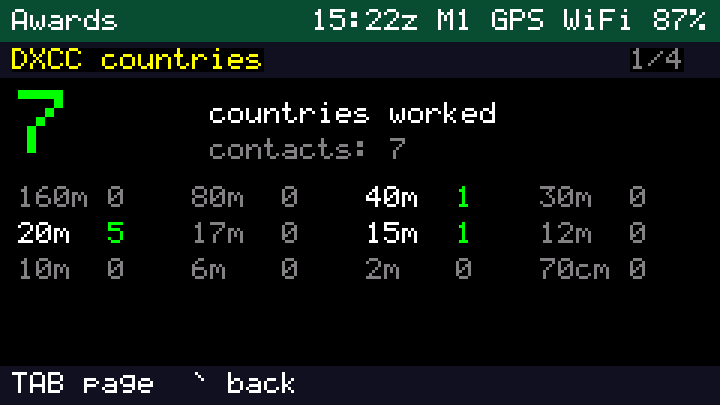 Awards 15:22z M1 GPS WiFi 87%
DXCC countries 1/4
7 countries worked
contacts: 7
160m 0 80m 0 40m 1 30m 0
20m 5 17m 0 15m 1 12m 0
10m 0 6m 0 2m 0 70cm 0
TAB page ` back